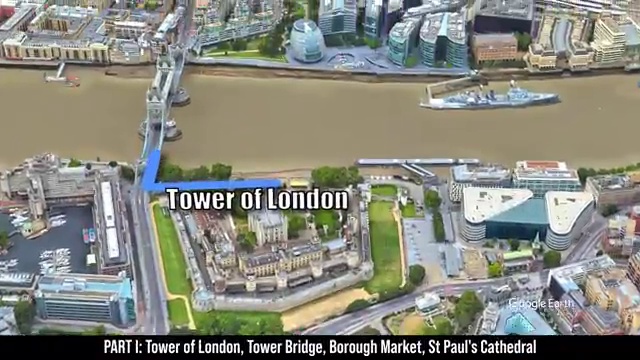 Tower of London
Google Earth
PART I: Tower of London, Tower Bridge, Borough Market, St Paul's Cathedral